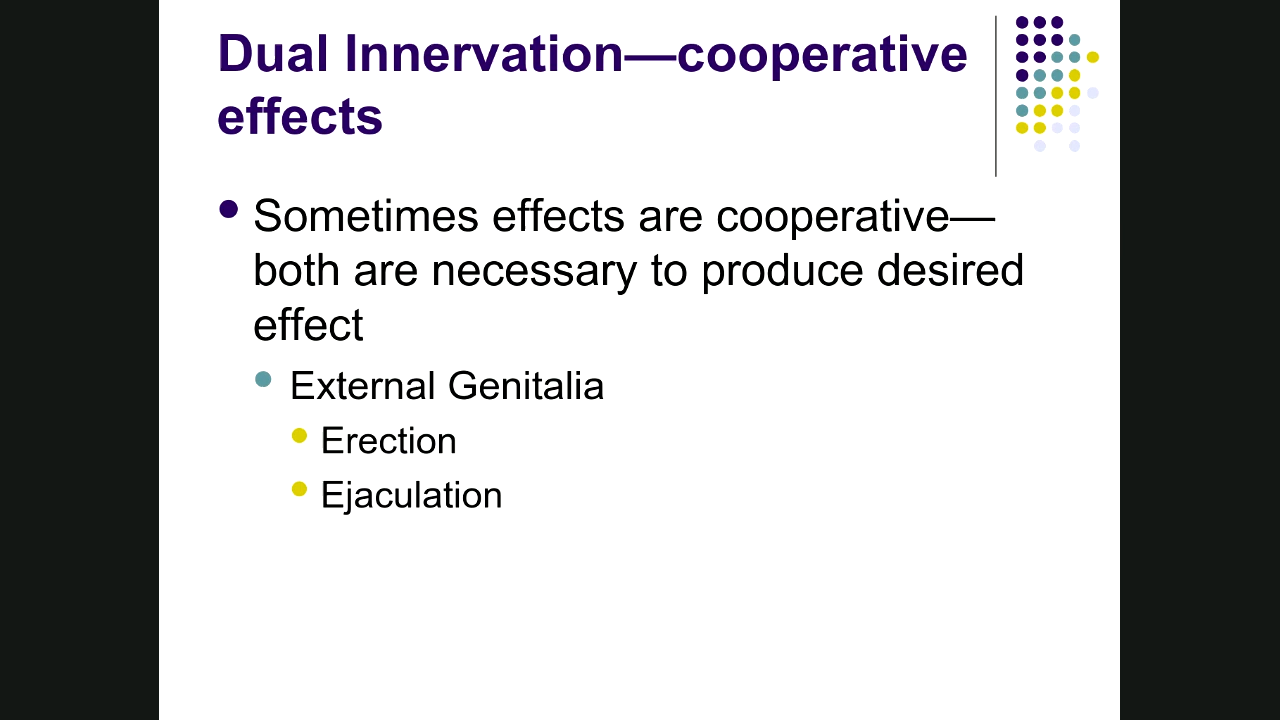 Dual Innervation—cooperative
effects
Sometimes effects are cooperative—
both are necessary to produce desired
effect
External Genitalia
Erection
Ejaculation